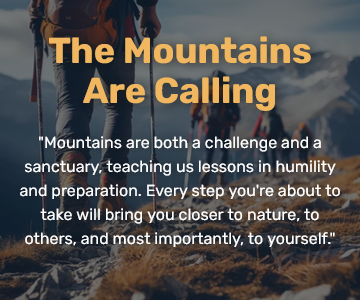 The Mountains
Are Calling
"Mountains are both a challenge and a
sanctuary, teaching us lessons in humility
and preparation. Every step you're about to
take will bring you closer to nature, to
others, and most importantly, to yourself."